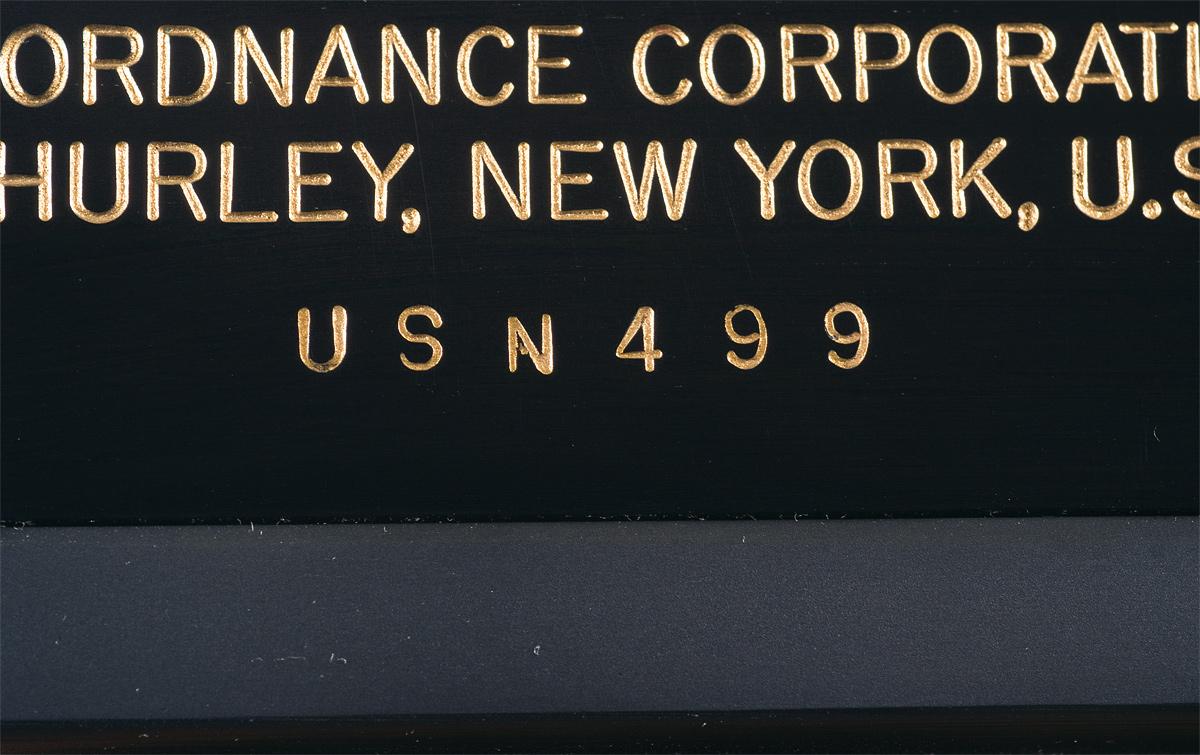 ORDNANCE CORPORATI
HURLEY, NEW YORK, U.S
USN499